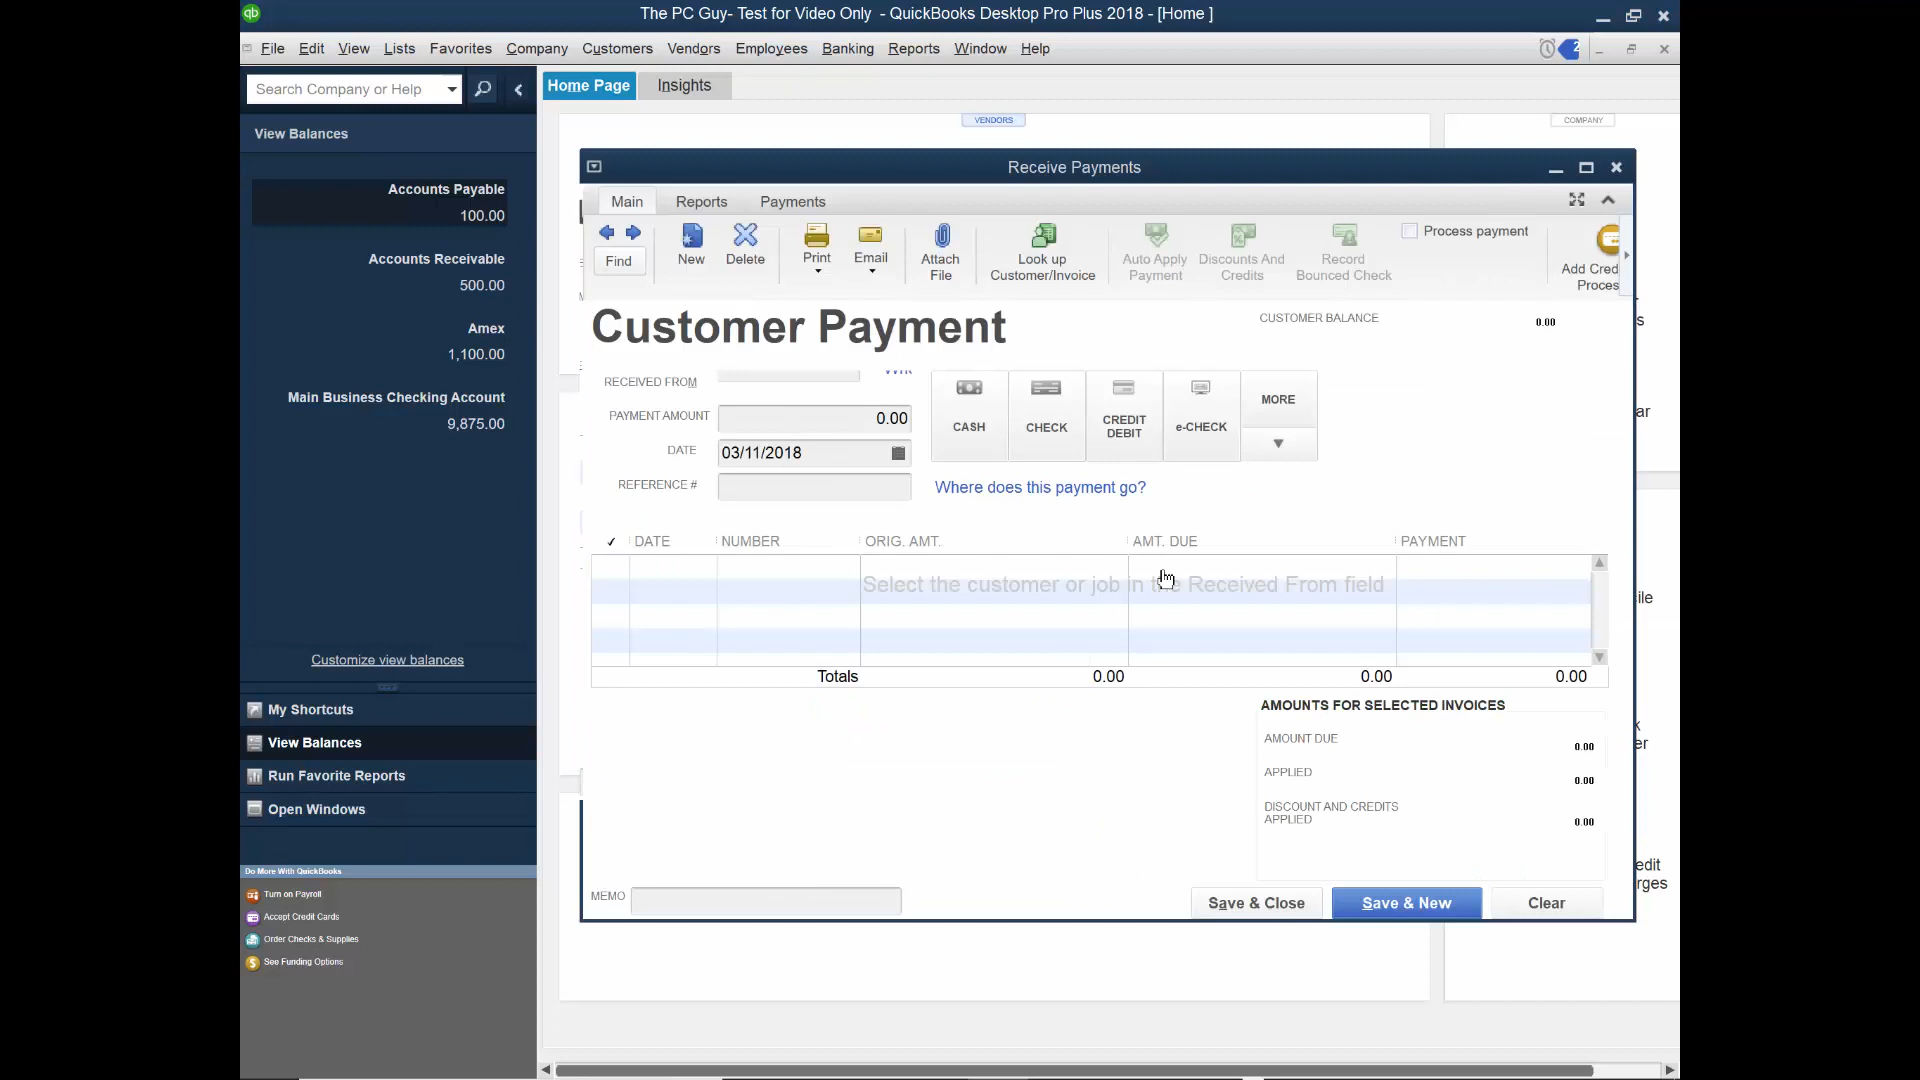 qb The PC Guy- Test for Video Only - QuickBooks Desktop Pro Plus 2018 - [Home ]
File Edit View Lists Favorites Company Customers Vendors Employees Banking Reports Window Help 2
Search Company or Help
Home Page Insights
View Balances
VENDORS COMPANY
Accounts Payable
100.00
Accounts Receivable
500.00
Amex
1,100.00
Main Business Checking Account
9,875.00
Customize view balances
My Shortcuts
View Balances
Run Favorite Reports
Open Windows
Do More With QuickBooks
Turn on Payroll
Accept Credit Cards
Order Checks & Supplies
See Funding Options
Receive Payments
Main Reports Payments
Find New Delete Print Email
Attach
File
Look up
Customer/Invoice
Auto Apply
Payment
Discounts And
Credits
Record
Bounced Check
Process payment
Add Cred
Proces
Customer Payment
CUSTOMER BALANCE 0.00
RECEIVED FROM
PAYMENT AMOUNT 0.00
DATE 03/11/2018
REFERENCE #
CASH
CHECK
CREDIT
DEBIT
e-CHECK
MORE
Where does this payment go?
✓ DATE NUMBER ORIG. AMT. AMT. DUE PAYMENT
Select the customer or job in the Received From field
Totals 0.00 0.00 0.00
AMOUNTS FOR SELECTED INVOICES
AMOUNT DUE 0.00
APPLIED 0.00
DISCOUNT AND CREDITS
APPLIED 0.00
MEMO
Save & Close Save & New Clear
s
ar
ile
k
er
edit
rges